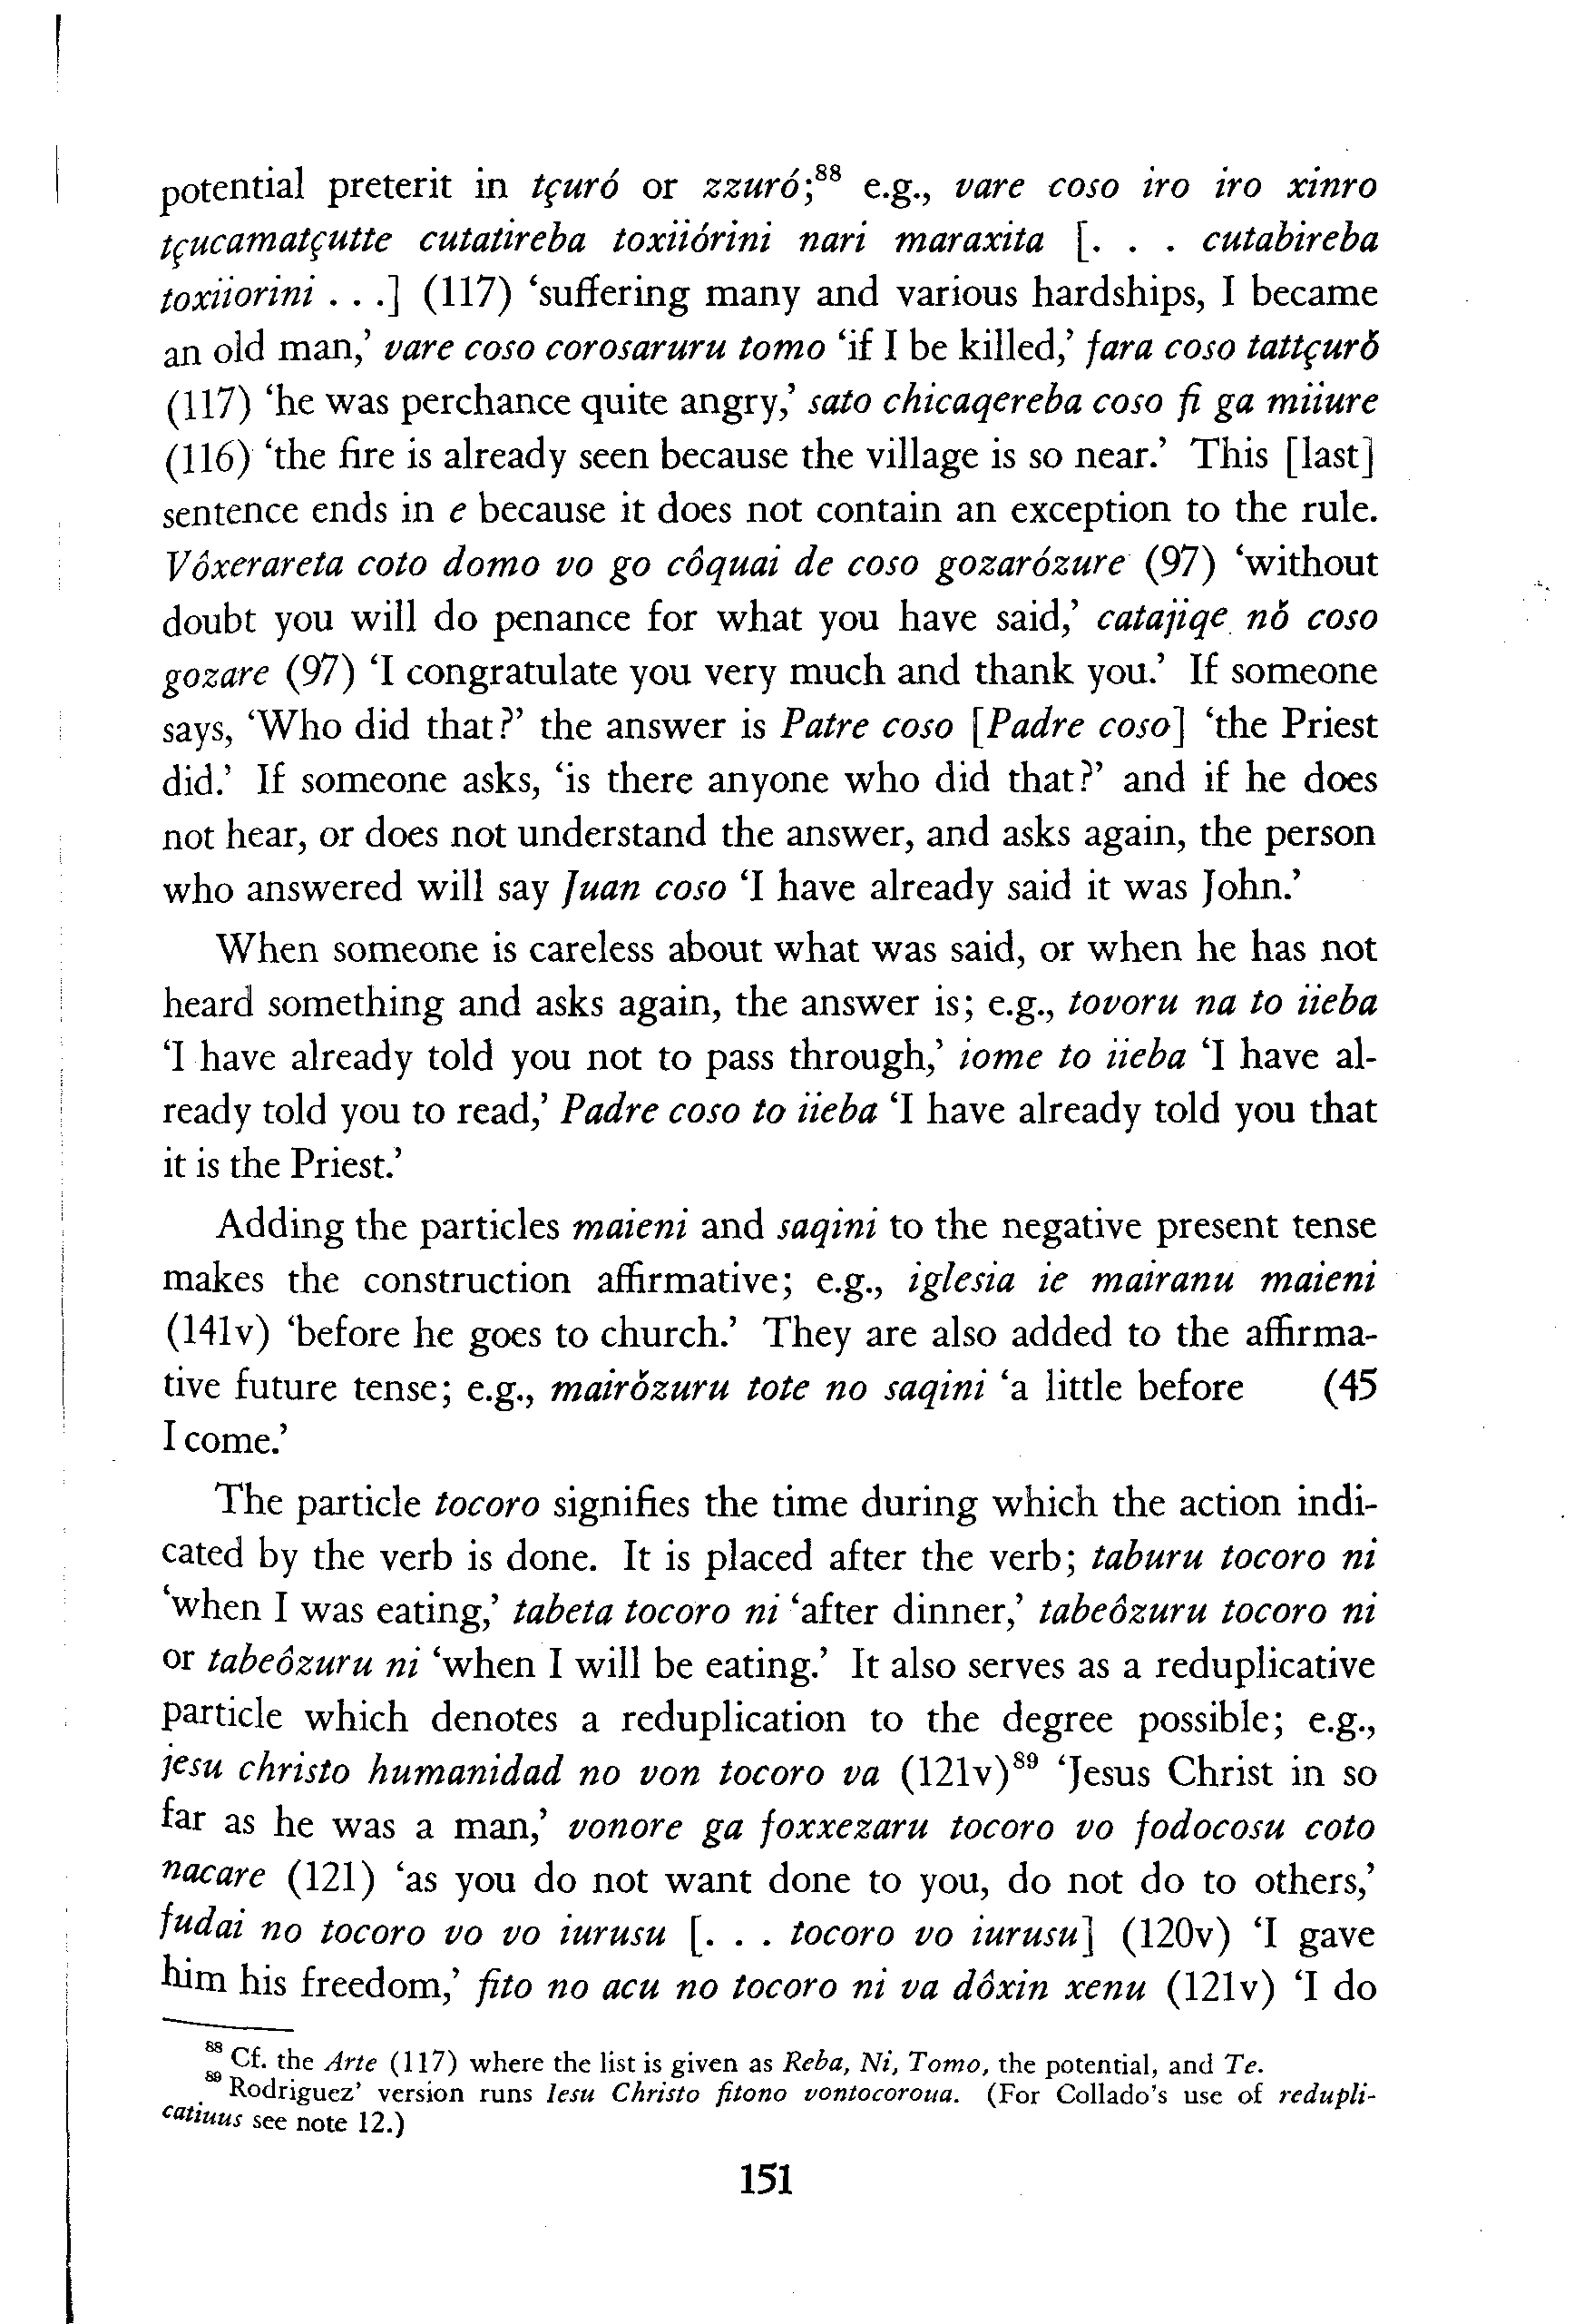 potential preterit in tçuró or zzuró;⁸⁸ e.g., vare coso iro iro xinro
tçucamatçutte cutatireba toxiiórini nari maraxita [. . . cutabireba
toxiiorini . . .] (117) ‘suffering many and various hardships, I became
an old man,’ vare coso corosaruru tomo ‘if I be killed,’ fara coso tattçurǒ
(117) ‘he was perchance quite angry,’ sato chicaqereba coso fi ga miiure
(116) ‘the fire is already seen because the village is so near.’ This [last]
sentence ends in e because it does not contain an exception to the rule.
Vôxerareta coto domo vo go côquai de coso gozarózure (97) ‘without
doubt you will do penance for what you have said,’ catajiqe nǒ coso
gozare (97) ‘I congratulate you very much and thank you.’ If someone
says, ‘Who did that?’ the answer is Patre coso [Padre coso] ‘the Priest
did.’ If someone asks, ‘is there anyone who did that?’ and if he does
not hear, or does not understand the answer, and asks again, the person
who answered will say Juan coso ‘I have already said it was John.’
When someone is careless about what was said, or when he has not
heard something and asks again, the answer is; e.g., tovoru na to iieba
‘I have already told you not to pass through,’ iome to iieba ‘I have al-
ready told you to read,’ Padre coso to iieba ‘I have already told you that
it is the Priest.’
Adding the particles maieni and saqini to the negative present tense
makes the construction affirmative; e.g., iglesia ie mairanu maieni
(141v) ‘before he goes to church.’ They are also added to the affirma-
tive future tense; e.g., mairǒzuru tote no saqini ‘a little before (45
I come.’
The particle tocoro signifies the time during which the action indi-
cated by the verb is done. It is placed after the verb; taburu tocoro ni
‘when I was eating,’ tabeta tocoro ni ‘after dinner,’ tabeôzuru tocoro ni
or tabeôzuru ni ‘when I will be eating.’ It also serves as a reduplicative
particle which denotes a reduplication to the degree possible; e.g.,
jesu christo humanidad no von tocoro va (121v)⁸⁹ ‘Jesus Christ in so
far as he was a man,’ vonore ga foxxezaru tocoro vo fodocosu coto
nacare (121) ‘as you do not want done to you, do not do to others,’
fudai no tocoro vo vo iurusu [. . . tocoro vo iurusu] (120v) ‘I gave
him his freedom,’ fito no acu no tocoro ni va dôxin xenu (121v) ‘I do
⁸⁸ Cf. the Arte (117) where the list is given as Reba, Ni, Tomo, the potential, and Te.
⁸⁹ Rodriguez’ version runs Iesu Christo fitono vontocoroua. (For Collado’s use of redupli-
catiuus see note 12.)
151